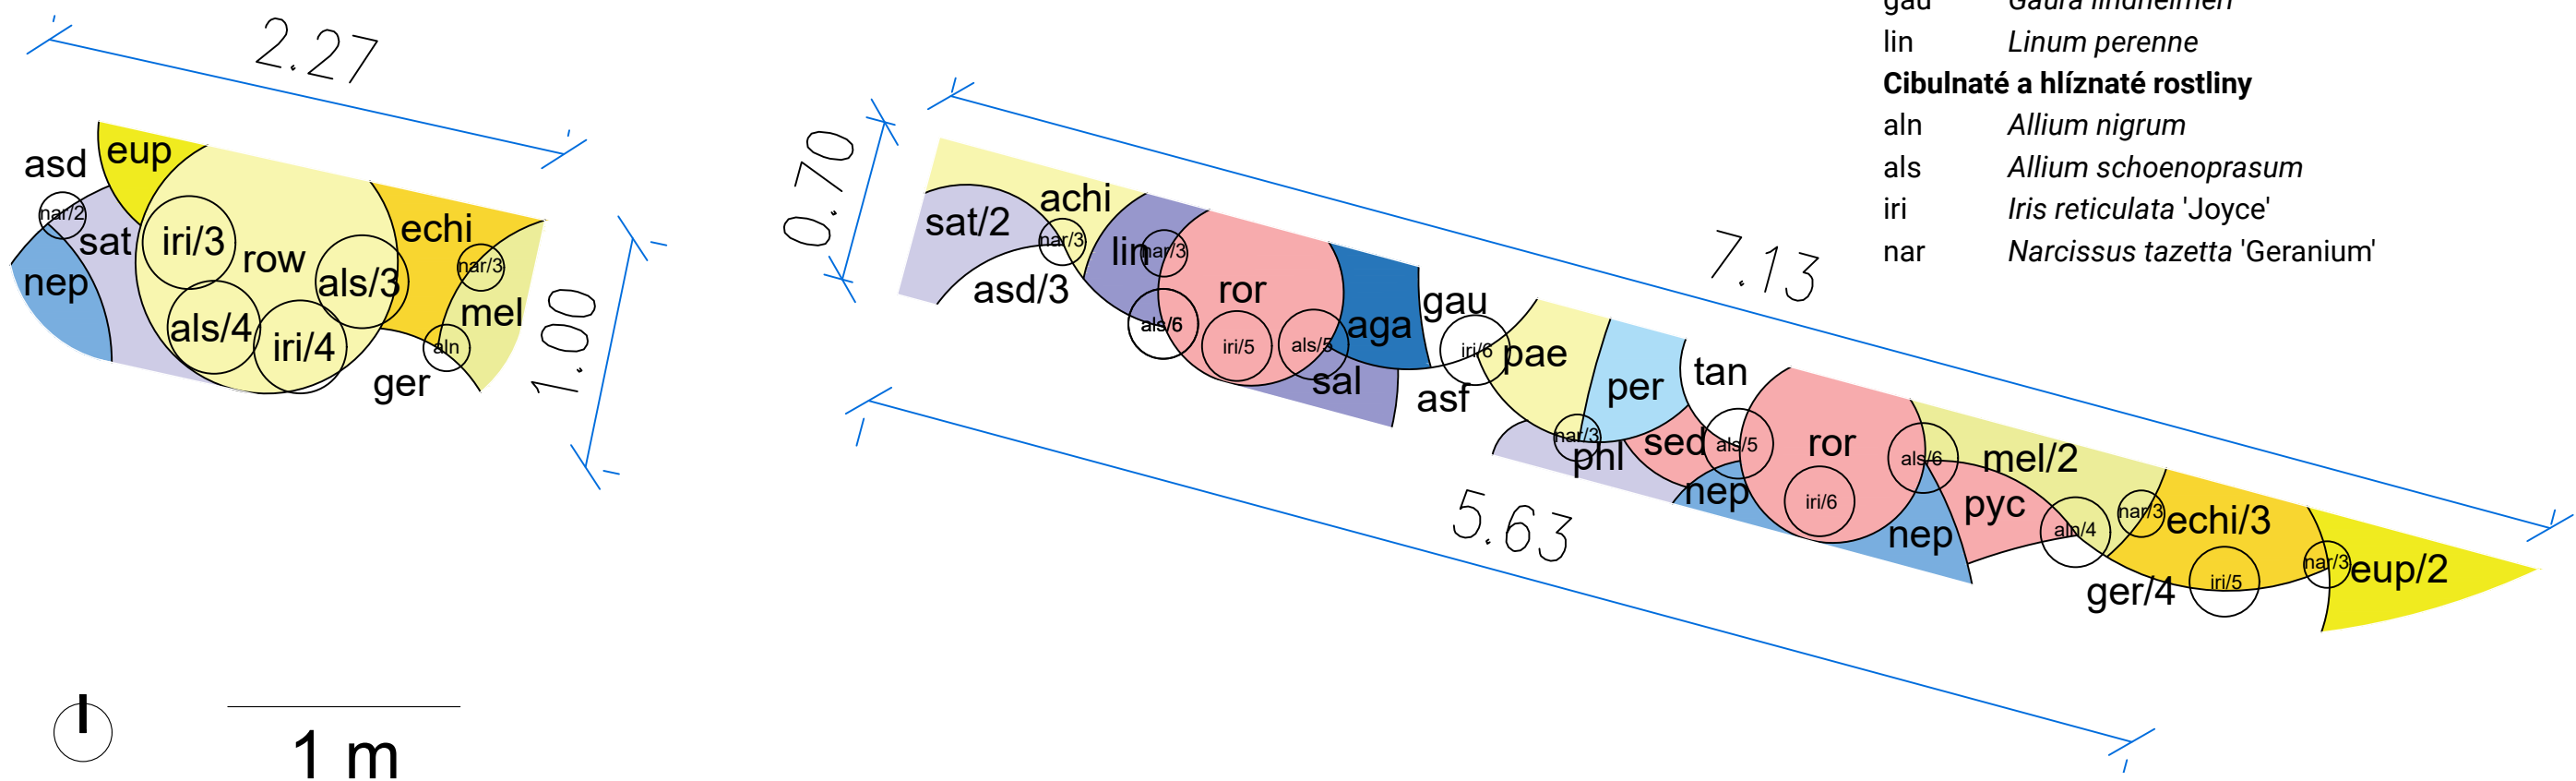 2.27
asd
eup
nar/2
sat
iri/3
row
echi
nep
als/3
nar/3
mel
als/4
iri/4
aln
ger
1.00
1 m
0.70
7.13
5.63
achi
sat/2
nar/3
lin
nar/3
asd/3
ror
als/6
iri/5
als/5
aga
sal
gau
iri/6
pae
asf
per
tan
nar/3
phl
sed
als/5
ror
nep
iri/6
als/6
mel/2
nep
pyc
aln/4
nar/3
echi/3
ger/4
iri/5
nar/3
eup/2
gau Gaura lindheimeri
lin Linum perenne
Cibulnaté a hlíznaté rostliny
aln Allium nigrum
als Allium schoenoprasum
iri Iris reticulata 'Joyce'
nar Narcissus tazetta 'Geranium'